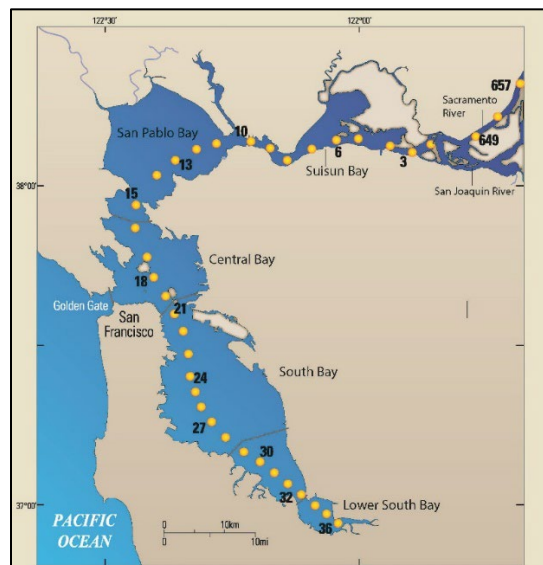 122°30'
122°00'
657
Sacramento
River
San Pablo Bay
10
649
13
6
3
Suisun Bay
38°00'
San Joaquin River
15
Central Bay
18
Golden Gate
21
San
Francisco
South Bay
24
27
30
32
Lower South Bay
37°00'
36
PACIFIC
OCEAN
0
10km
0
10mi